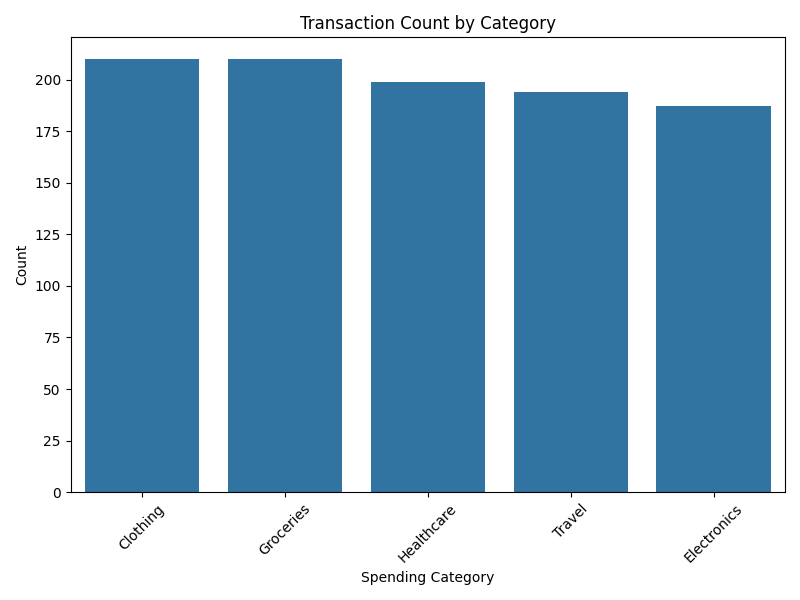 Transaction Count by Category
Count
200
175
150
125
100
75
50
25
0
Clothing
Groceries
Healthcare
Travel
Electronics
Spending Category